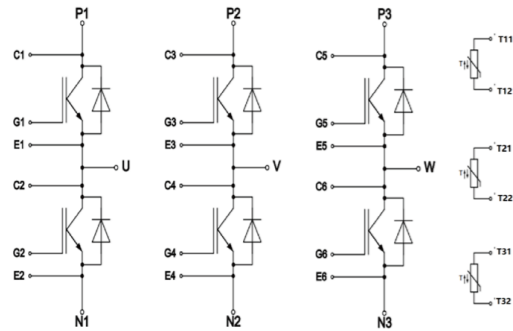 P1 P2 P3
C1 C3 C5 T11
G1 G3 G5 T12
E1 E3 E5 T21
U V W
C2 C4 C6 T22
G2 G4 G6 T31
E2 E4 E6 T32
N1 N2 N3